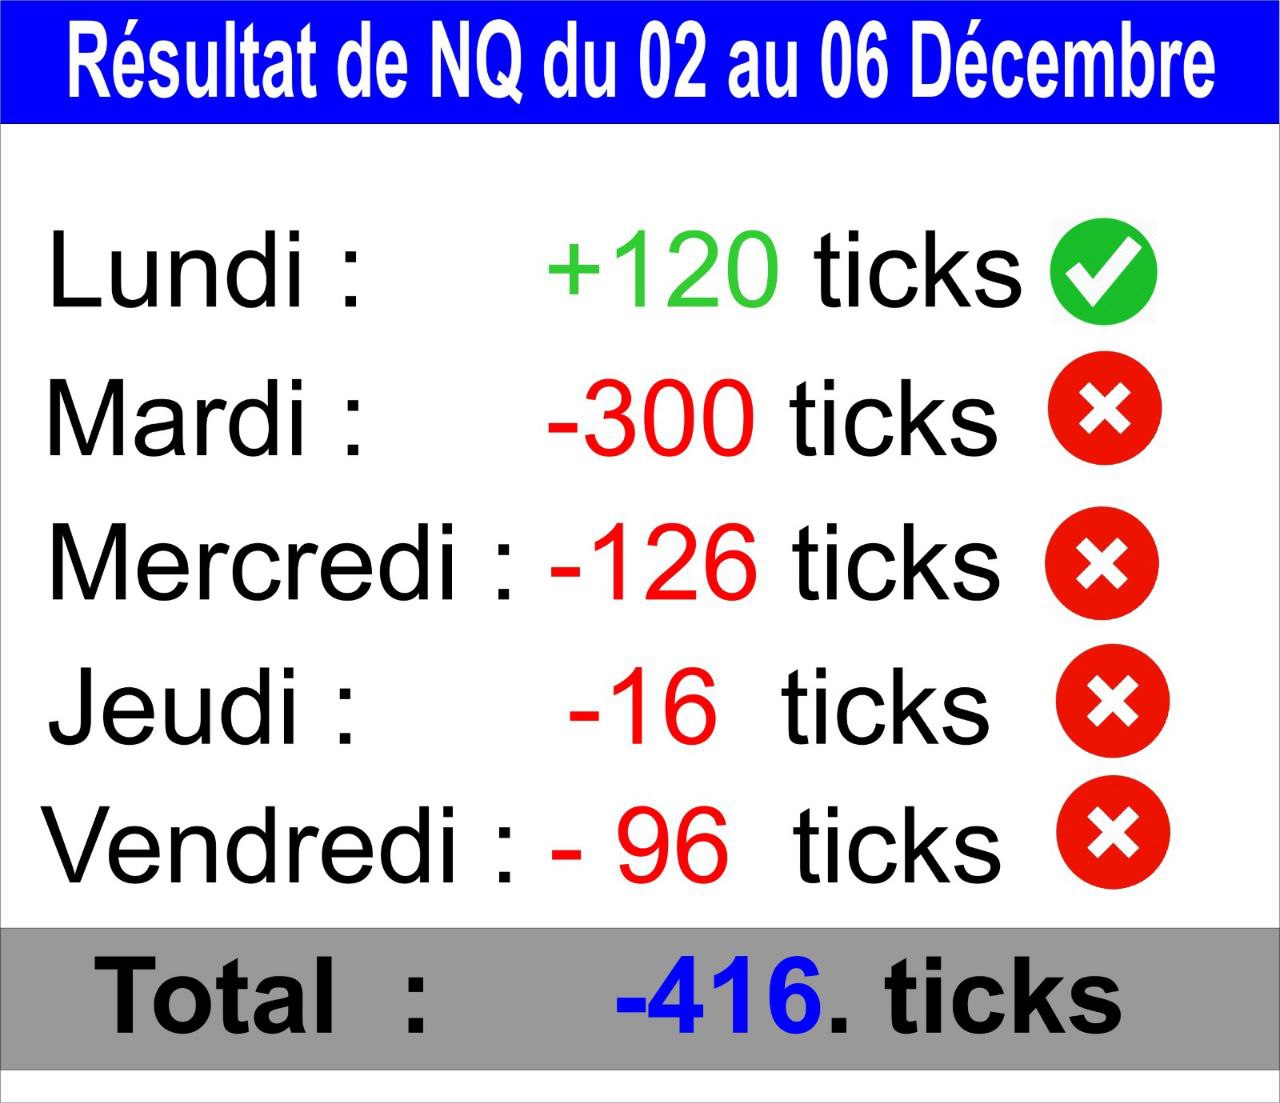 Résultat de NQ du 02 au 06 Décembre
Lundi : +120 ticks
Mardi : -300 ticks
Mercredi : -126 ticks
Jeudi : -16 ticks
Vendredi : - 96 ticks
Total : -416. ticks